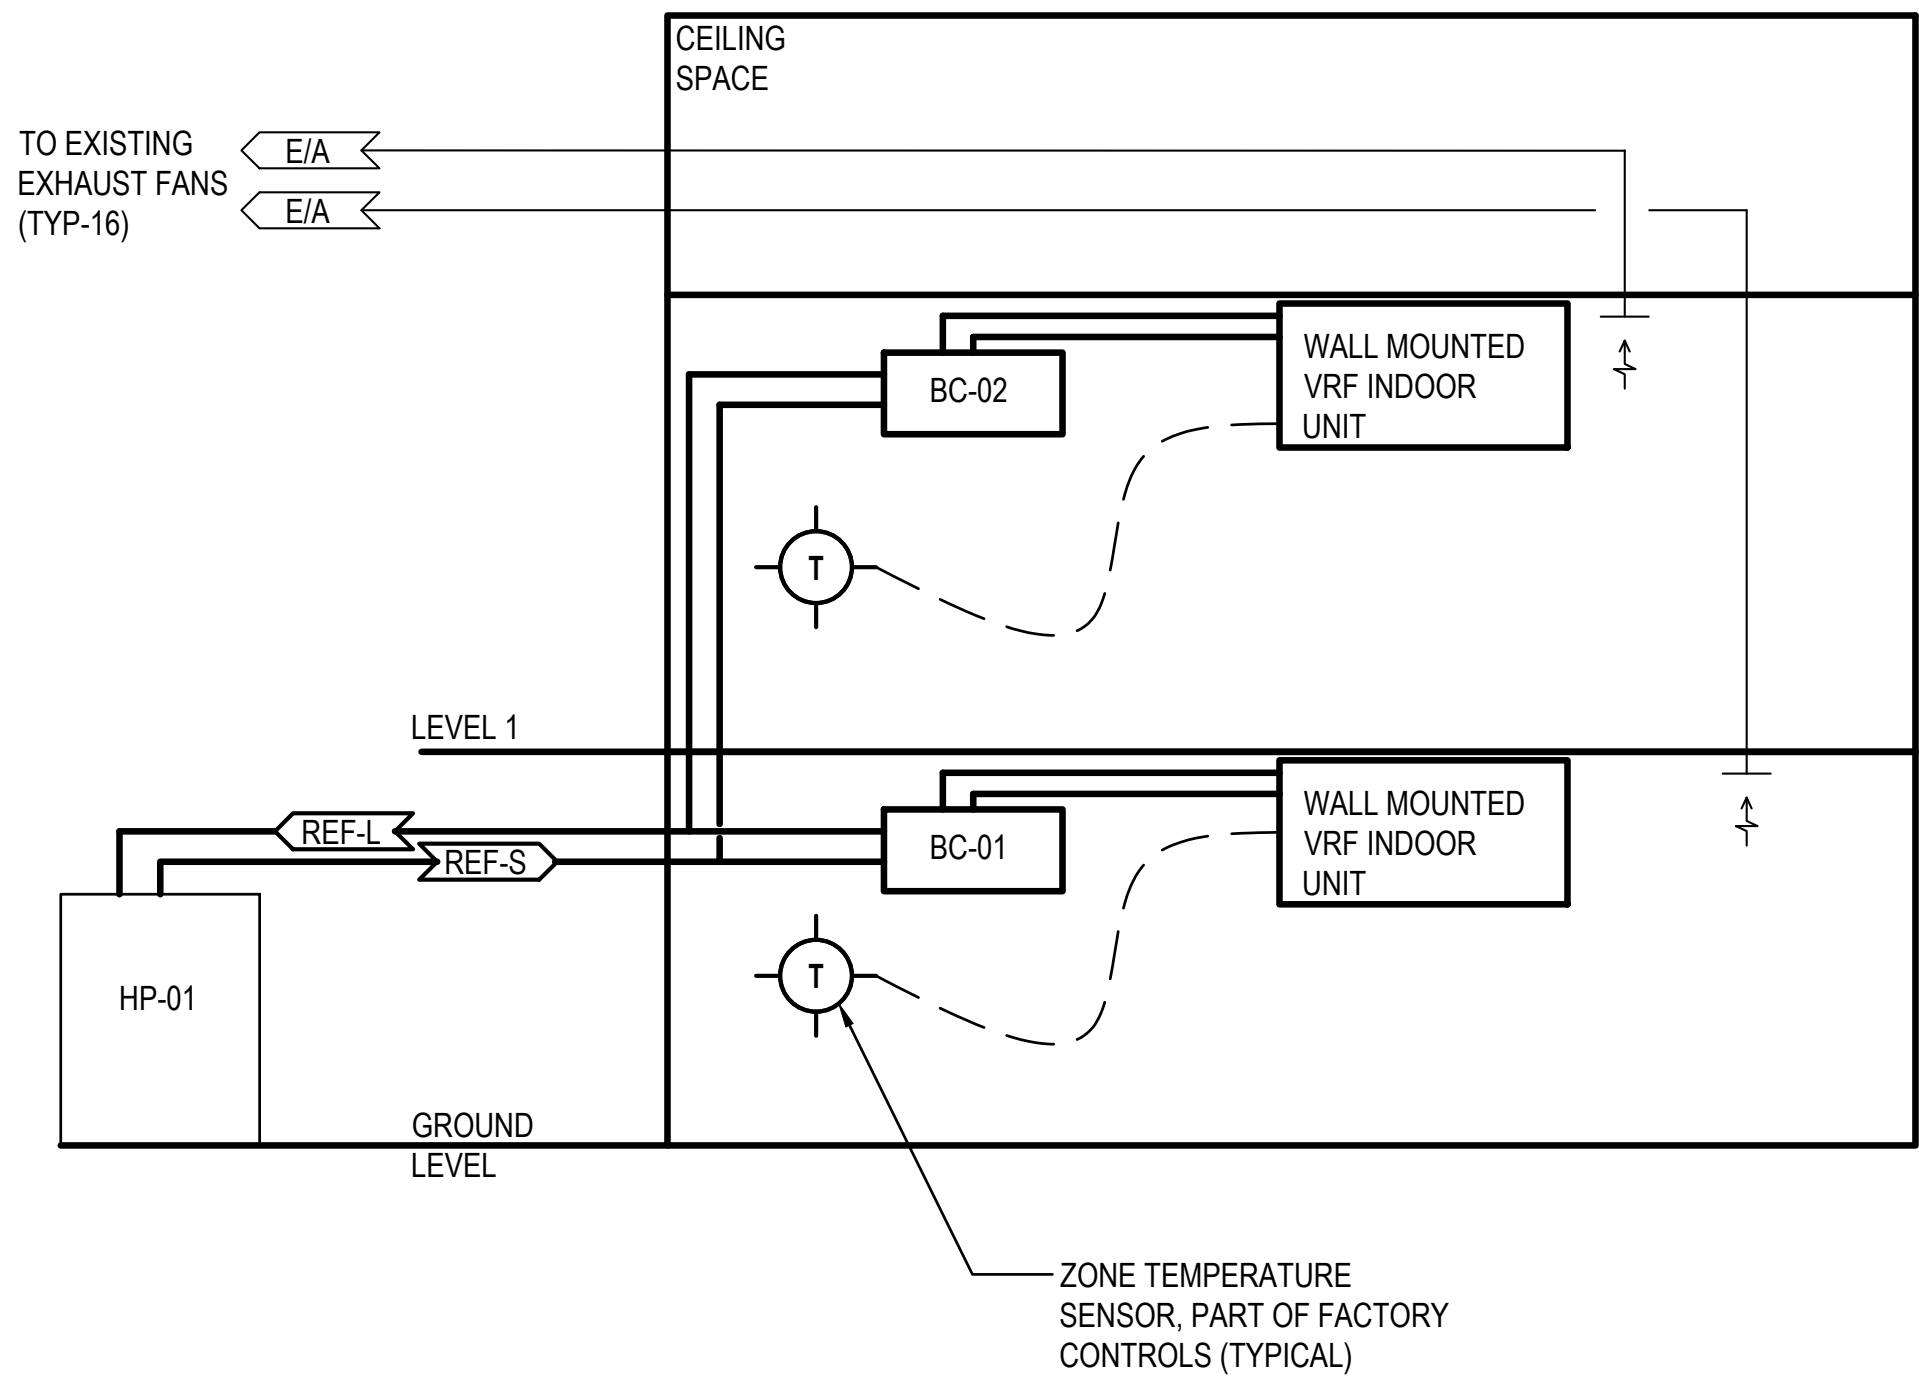 CEILING
SPACE
TO EXISTING
EXHAUST FANS
(TYP-16)
E/A
E/A
WALL MOUNTED
VRF INDOOR
UNIT
BC-02
T
LEVEL 1
WALL MOUNTED
VRF INDOOR
UNIT
REF-L
REF-S
BC-01
T
HP-01
GROUND
LEVEL
ZONE TEMPERATURE
SENSOR, PART OF FACTORY
CONTROLS (TYPICAL)